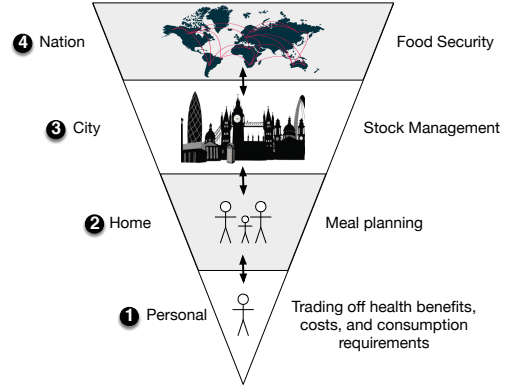 4 Nation
Food Security
3 City
Stock Management
2 Home
Meal planning
1 Personal
Trading off health benefits,
costs, and consumption
requirements